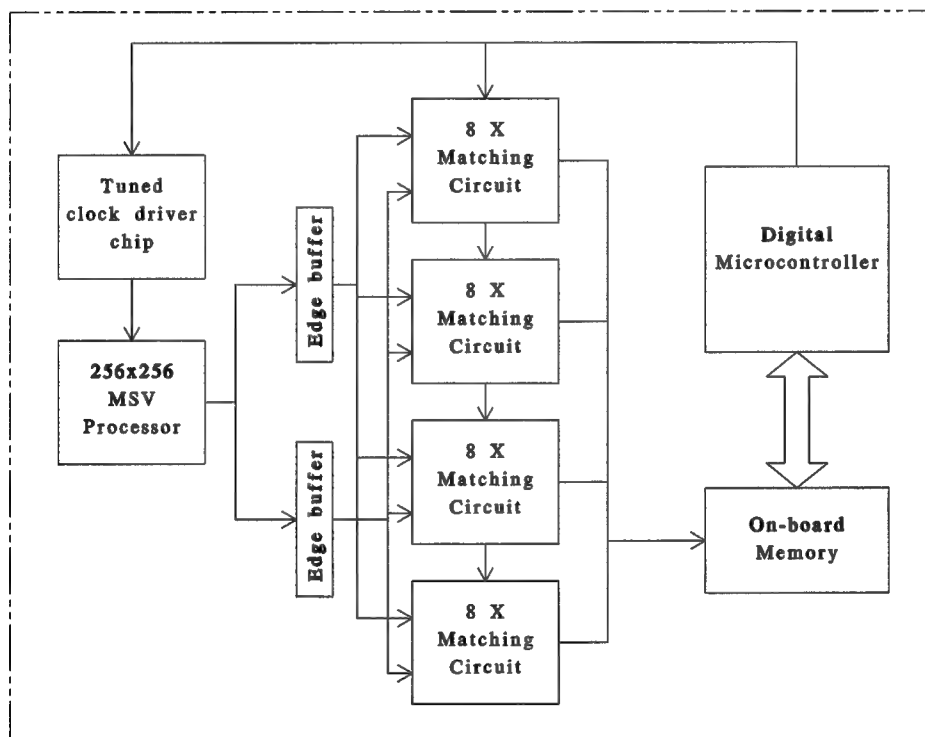 Tuned
clock driver
chip
256x256
MSV
Processor
Edge buffer
Edge buffer
8 X
Matching
Circuit
8 X
Matching
Circuit
8 X
Matching
Circuit
8 X
Matching
Circuit
Digital
Microcontroller
On-board
Memory